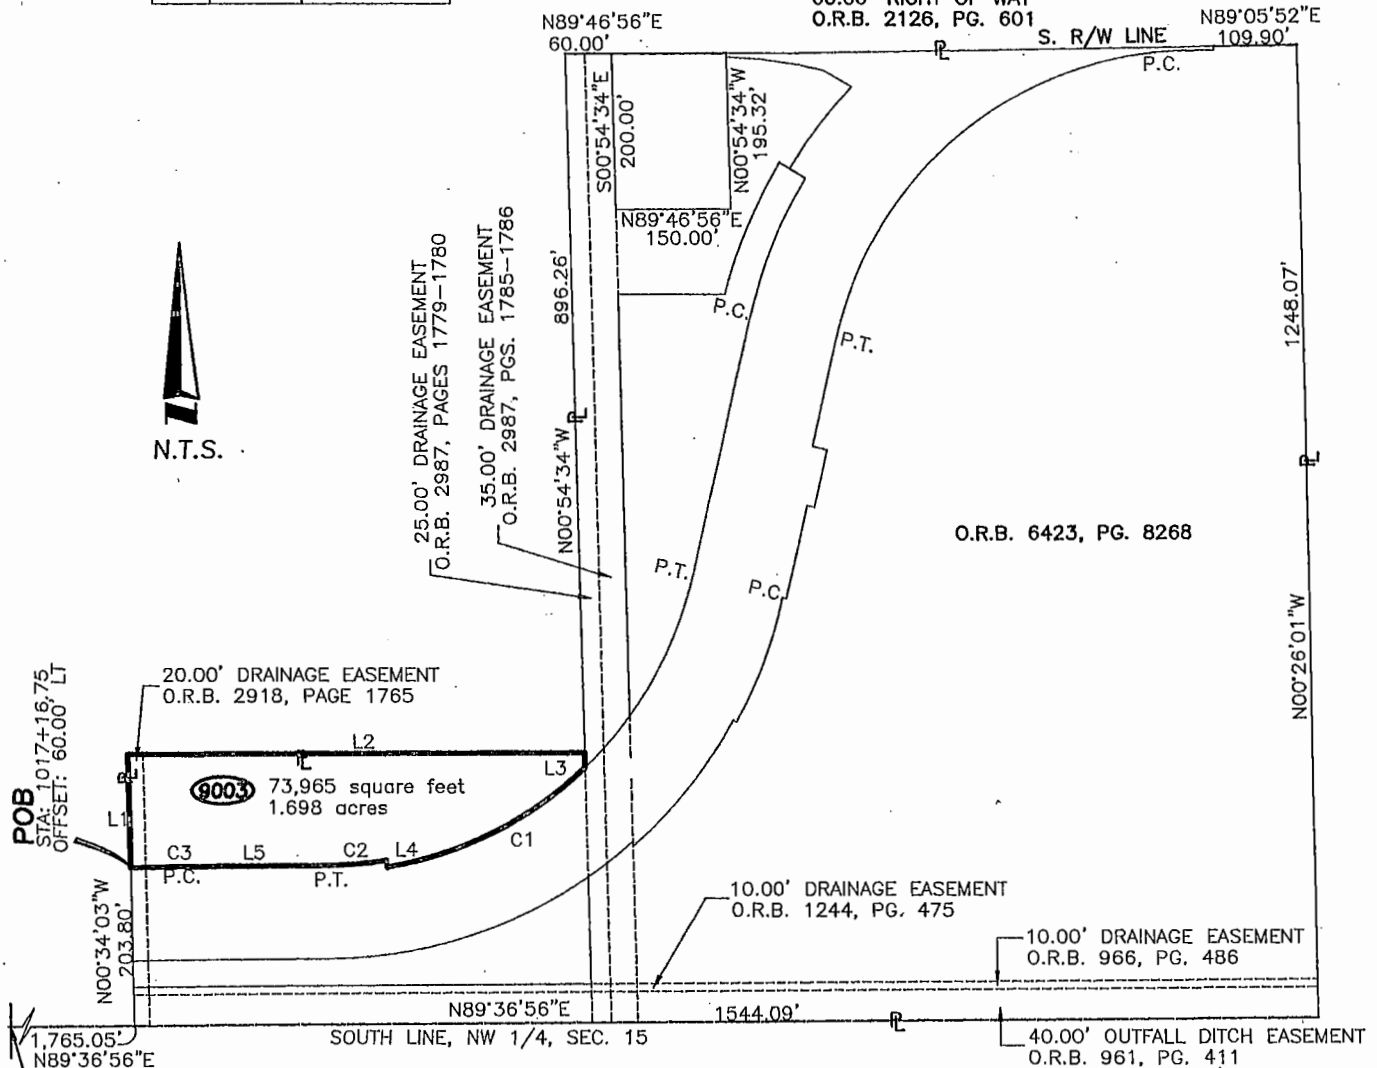 60.00' RIGHT OF WAY
O.R.B. 2126, PG. 601
N89°46'56"E
60.00'
S. R/W LINE
N89°05'52"E
109.90'
P.C.
S00°54'34"E
200.00'
N00°54'34"W
195.32'
N89°46'56"E
150.00'
25.00' DRAINAGE EASEMENT
O.R.B. 2987, PAGES 1779-1780
35.00' DRAINAGE EASEMENT
O.R.B. 2987, PGS. 1785-1786
896.26'
N00°54'34"W
P.C.
P.T.
1248.07'
N.T.S.
O.R.B. 6423, PG. 8268
P.T.
P.C.
N00°26'01"W
20.00' DRAINAGE EASEMENT
O.R.B. 2918, PAGE 1765
POB
STA: 1017+16.75
OFFSET: 60.00' LT
L2
L3
9003
73,965 square feet
1.698 acres
L1
C3
L5
C2
L4
C1
P.C.
P.T.
N00°34'03"W
203.80'
10.00' DRAINAGE EASEMENT
O.R.B. 1244, PG. 475
10.00' DRAINAGE EASEMENT
O.R.B. 966, PG. 486
N89°36'56"E
1544.09'
1,765.05'
N89°36'56"E
SOUTH LINE, NW 1/4, SEC. 15
40.00' OUTFALL DITCH EASEMENT
O.R.B. 961, PG. 411